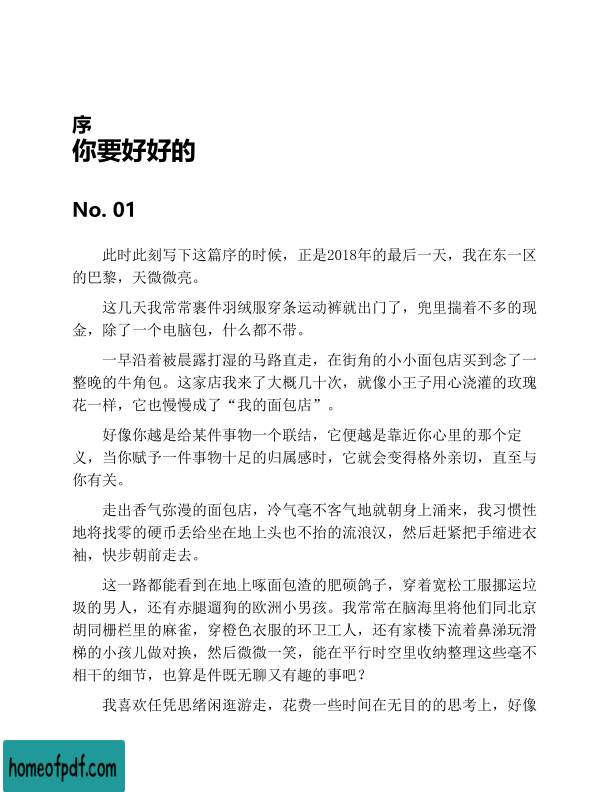 序
你要好好的
No. 01
此时此刻写下这篇序的时候，正是2018年的最后一天，我在东一区
的巴黎，天微微亮。
这几天我常常裹件羽绒服穿条运动裤就出门了，兜里揣着不多的现
金，除了一个电脑包，什么都不带。
一早沿着被晨露打湿的马路直走，在街角的小小面包店买到念了一
整晚的牛角包。这家店我来了大概几十次，就像小王子用心浇灌的玫瑰
花一样，它也慢慢成了“我的面包店”。
好像你越是给某件事物一个联结，它便越是靠近你心里的那个定
义，当你赋予一件事物十足的归属感时，它就会变得格外亲切，直至与
你有关。
走出香气弥漫的面包店，冷气毫不客气地就朝身上涌来，我习惯性
地将找零的硬币丢给坐在地上头也不抬的流浪汉，然后赶紧把手缩进衣
袖，快步朝前走去。
这一路都能看到在地上啄面包渣的肥硕鸽子，穿着宽松工服挪运垃
圾的男人，还有赤腿遛狗的欧洲小男孩。我常常在脑海里将他们同北京
胡同栅栏里的麻雀，穿橙色衣服的环卫工人，还有家楼下流着鼻涕玩滑
梯的小孩儿做对换，然后微微一笑，能在平行时空里收纳整理这些毫不
相干的细节，也算是件既无聊又有趣的事吧？
我喜欢任凭思绪闲逛游走，花费一些时间在无目的的思考上，好像
homeofpdf.com